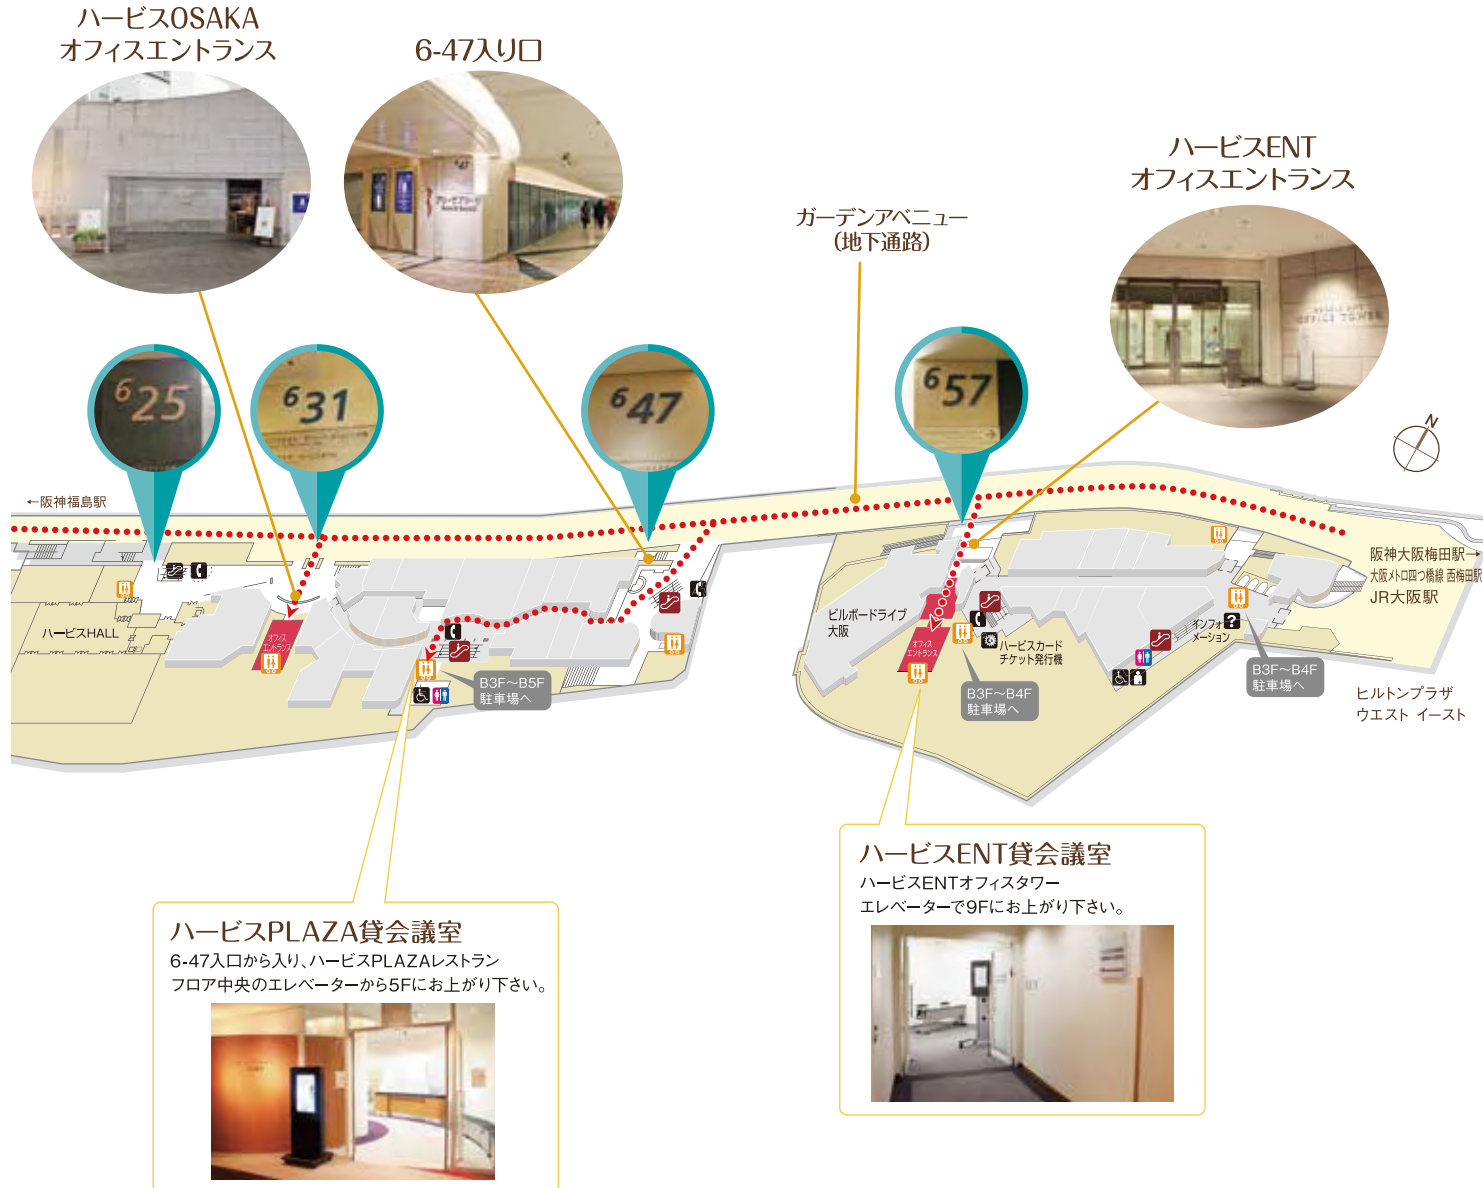 ハービスOSAKA
オフィスエントランス
6-47入り口
ハービスENT
オフィスエントランス
ガーデンアベニュー
（地下通路）
625
631
647
657
N
←阪神福島駅
阪神大阪梅田駅→
大阪メトロ四つ橋線 西梅田駅
JR大阪駅
ハービスHALL
オフィス
エントランス
B3F～B5F
駐車場へ
ビルボードライブ
大阪
オフィス
エントランス
ハービスカード
チケット発行機
B3F～B4F
駐車場へ
インフォ
メーション
?
B3F～B4F
駐車場へ
ヒルトンプラザ
ウエスト イースト
ハービスENT貸会議室
ハービスENTオフィスタワー
エレベーターで9Fにお上がり下さい。
ハービスPLAZA貸会議室
6-47入口から入り、ハービスPLAZAレストラン
フロア中央のエレベーターから5Fにお上がり下さい。